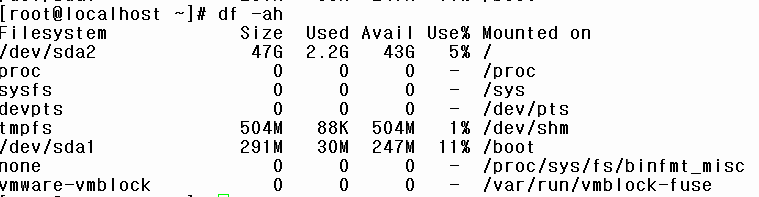 [root@localhost ~]# df -ah
Filesystem Size Used Avail Use% Mounted on
/dev/sda2 47G 2.2G 43G 5% /
proc 0 0 0 - /proc
sysfs 0 0 0 - /sys
devpts 0 0 0 - /dev/pts
tmpfs 504M 88K 504M 1% /dev/shm
/dev/sda1 291M 30M 247M 11% /boot
none 0 0 0 - /proc/sys/fs/binfmt_misc
vmware-vmblock 0 0 0 - /var/run/vmblock-fuse